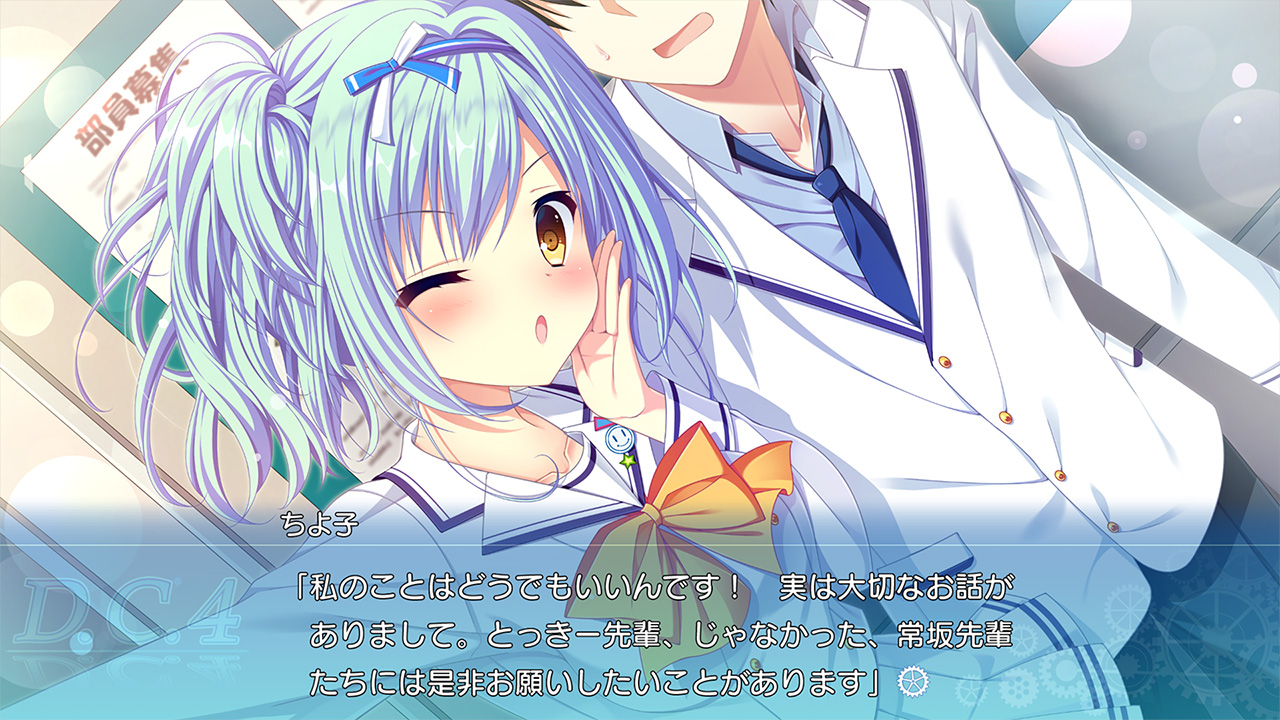 部員募集
ちよ子
「私のことはどうでもいいんです！　実は大切なお話が
ありまして。とっきー先輩、じゃなかった、常坂先輩
たちには是非お願いしたいことがあります」
D.C.4